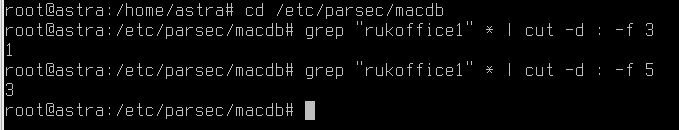 root@astra:/home/astra# cd /etc/parsec/macdb
root@astra:/etc/parsec/macdb# grep "rukoffice1" * | cut -d : -f 3
1
root@astra:/etc/parsec/macdb# grep "rukoffice1" * | cut -d : -f 5
3
root@astra:/etc/parsec/macdb#